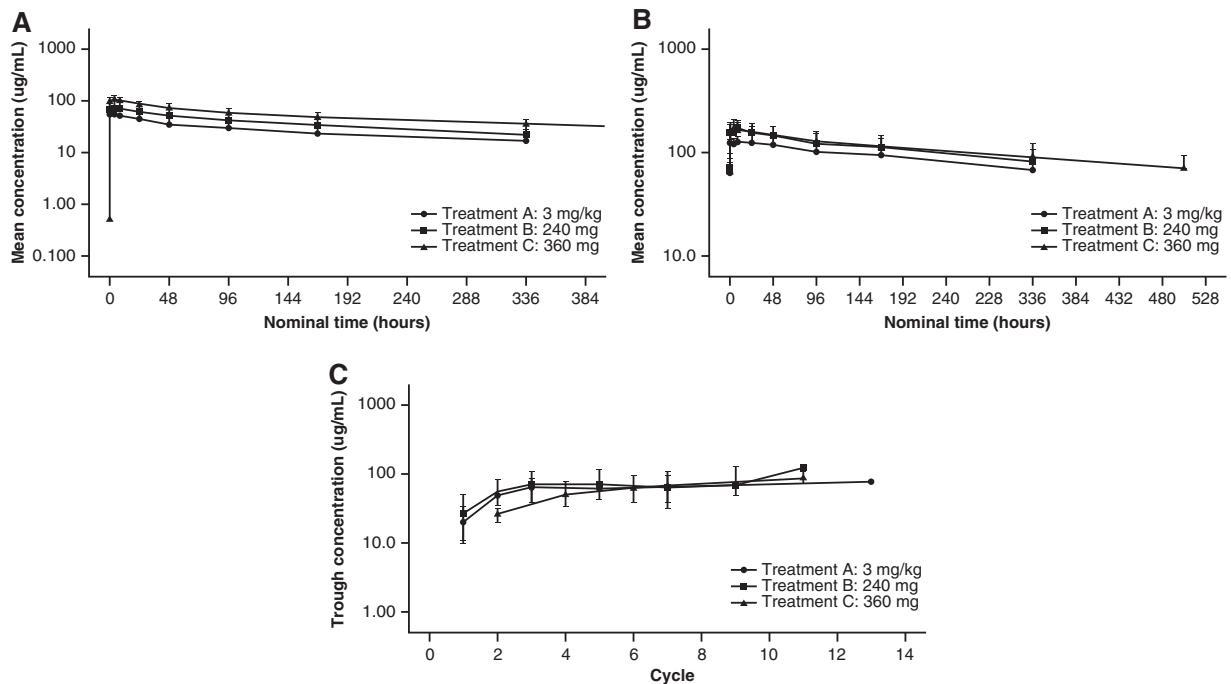 A
Mean concentration (ug/mL)
1000
100
10
1.00
0.100
0 48 96 144 192 240 288 336 384
Nominal time (hours)
Treatment A: 3 mg/kg
Treatment B: 240 mg
Treatment C: 360 mg
B
Mean concentration (ug/mL)
1000
100
10.0
0 48 96 144 192 240 228 336 384 432 480 528
Nominal time (hours)
Treatment A: 3 mg/kg
Treatment B: 240 mg
Treatment C: 360 mg
C
Trough concentration (ug/mL)
1000
100
10.0
1.00
0 2 4 6 8 10 12 14
Cycle
Treatment A: 3 mg/kg
Treatment B: 240 mg
Treatment C: 360 mg